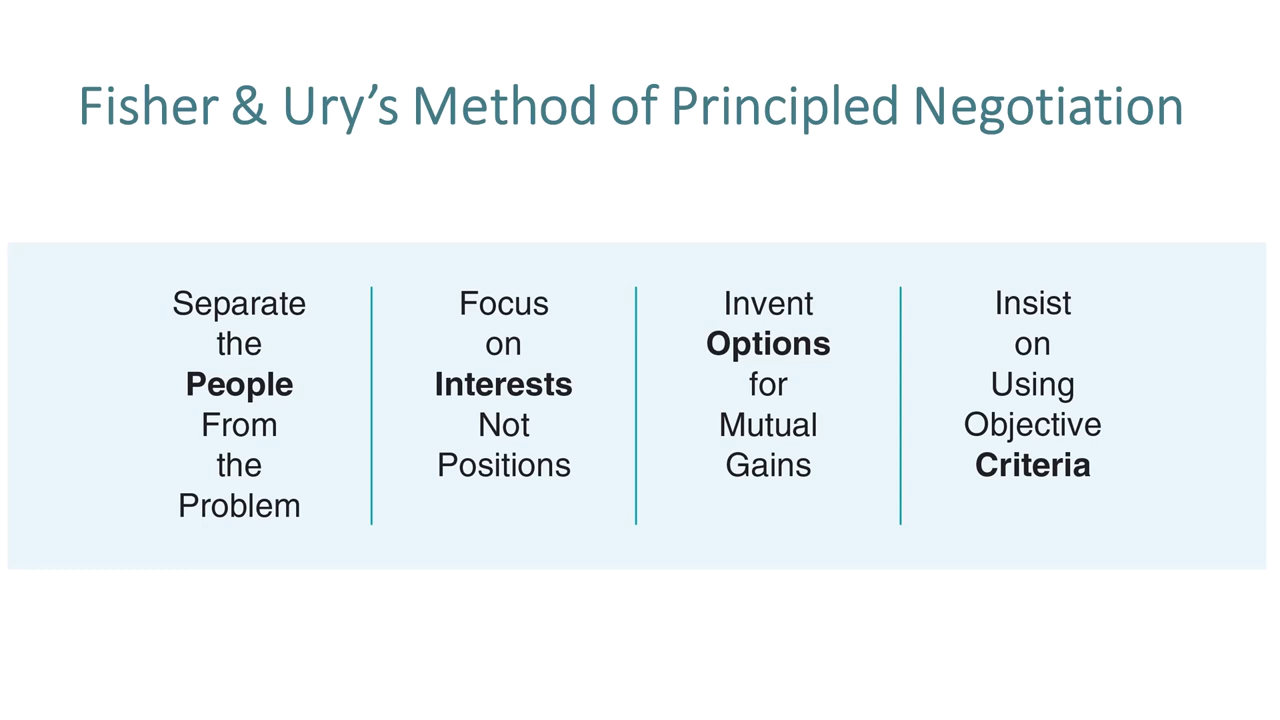 Fisher & Ury’s Method of Principled Negotiation
Separate
the
People
From
the
Problem
Focus
on
Interests
Not
Positions
Invent
Options
for
Mutual
Gains
Insist
on
Using
Objective
Criteria